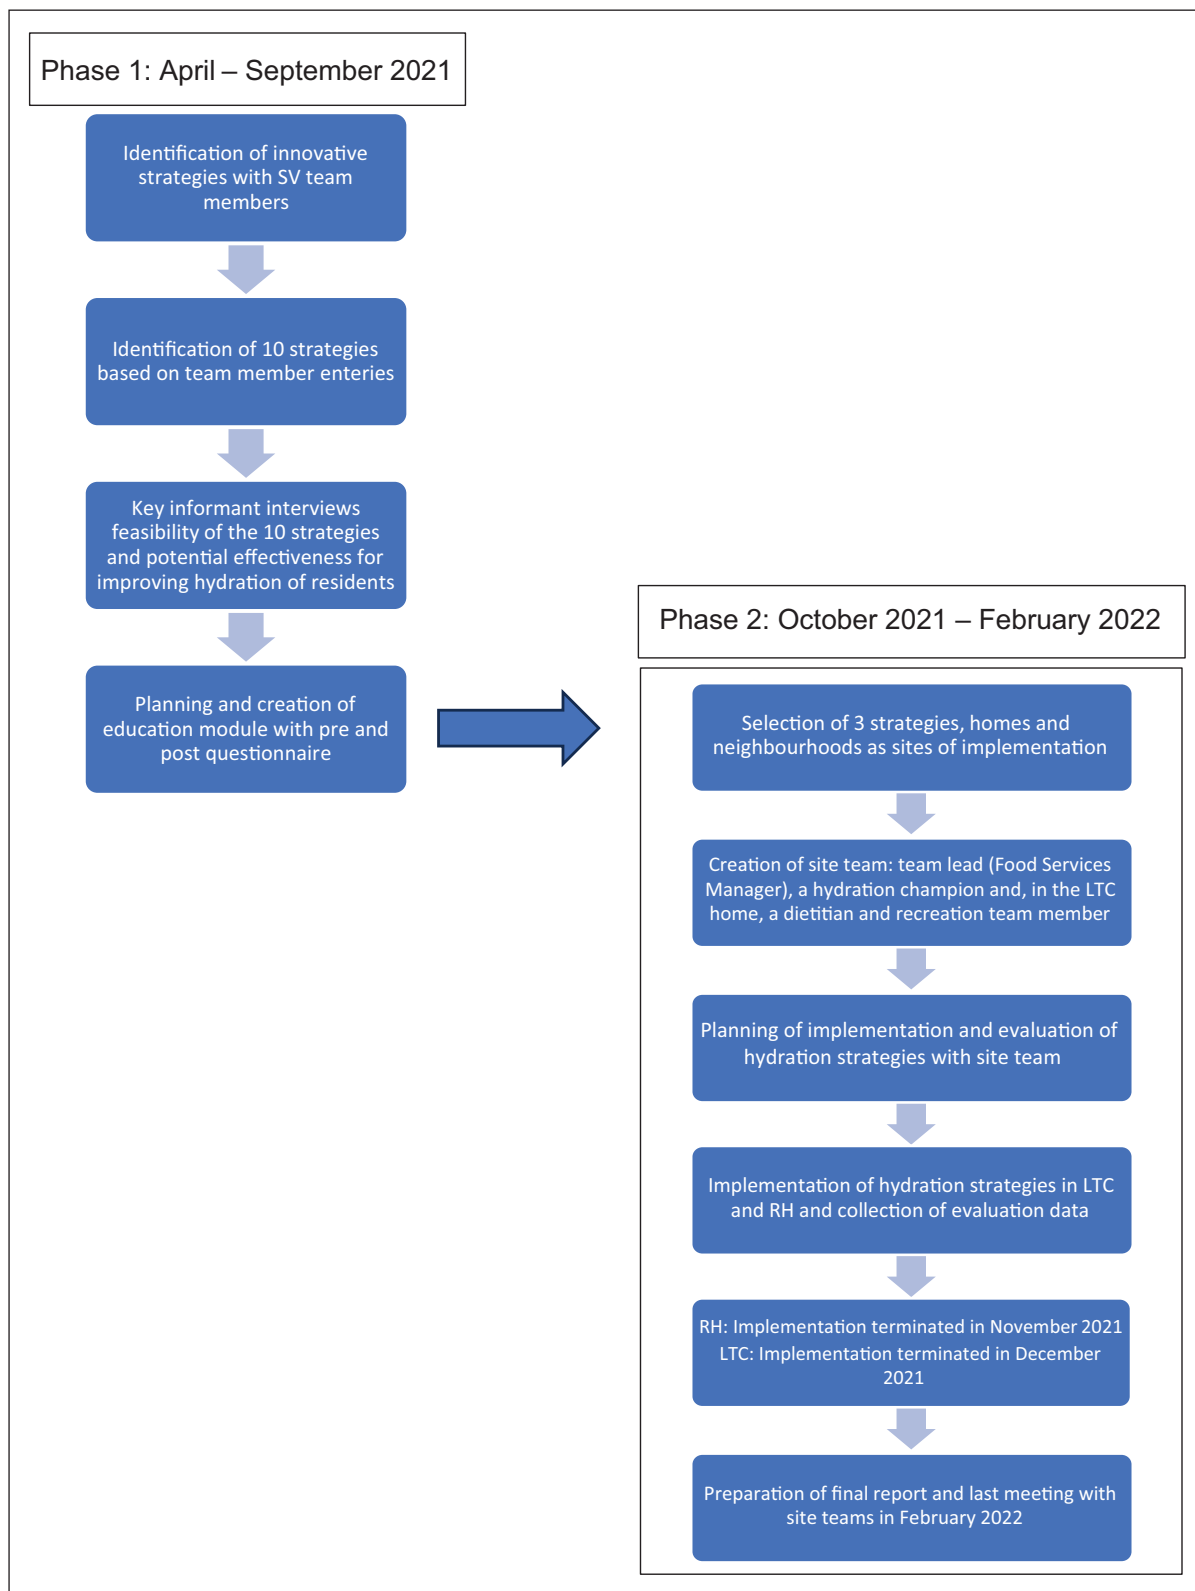 Phase 1: April – September 2021
Identification of innovative
strategies with SV team
members
Identification of 10 strategies
based on team member enteries
Key informant interviews
feasibility of the 10 strategies
and potential effectiveness for
improving hydration of residents
Planning and creation of
education module with pre and
post questionnaire
Phase 2: October 2021 – February 2022
Selection of 3 strategies, homes and
neighbourhoods as sites of implementation
Creation of site team: team lead (Food Services
Manager), a hydration champion and, in the LTC
home, a dietitian and recreation team member
Planning of implementation and evaluation of
hydration strategies with site team
Implementation of hydration strategies in LTC
and RH and collection of evaluation data
RH: Implementation terminated in November 2021
LTC: Implementation terminated in December
2021
Preparation of final report and last meeting with
site teams in February 2022